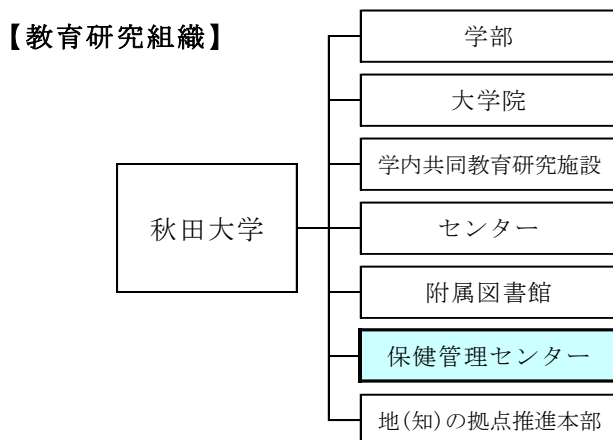 【教育研究組織】
秋田大学
学部
大学院
学内共同教育研究施設
センター
附属図書館
保健管理センター
地(知)の拠点推進本部